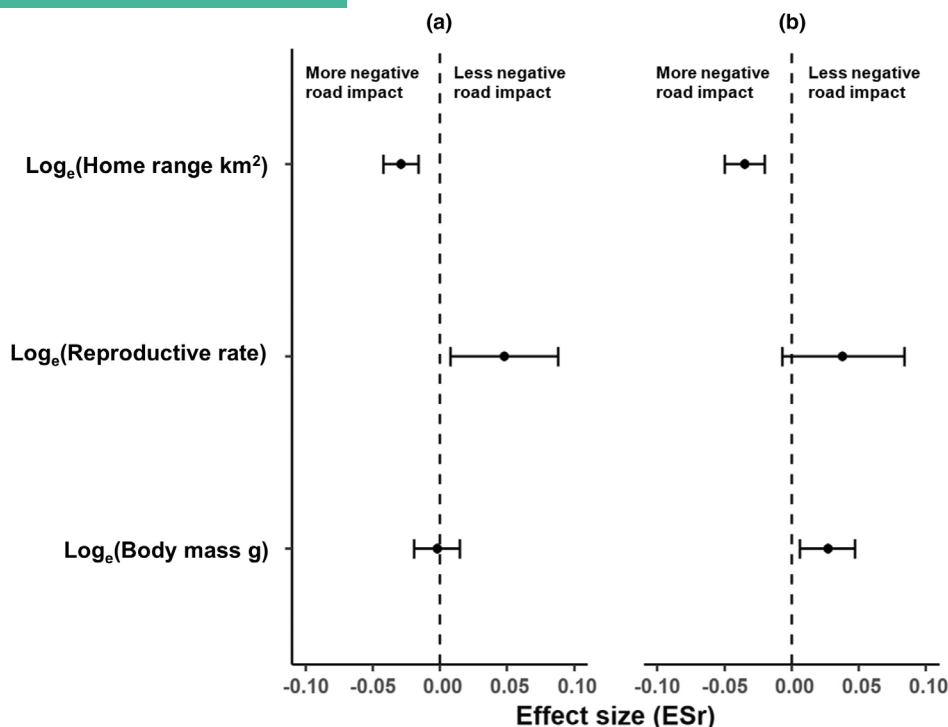 (a) (b)
More negative road impact
Less negative road impact
More negative road impact
Less negative road impact
Logₑ(Home range km²)
Logₑ(Reproductive rate)
Logₑ(Body mass g)
-0.10 -0.05 0.00 0.05 0.10 -0.10 -0.05 0.00 0.05 0.10
Effect size (ESr)